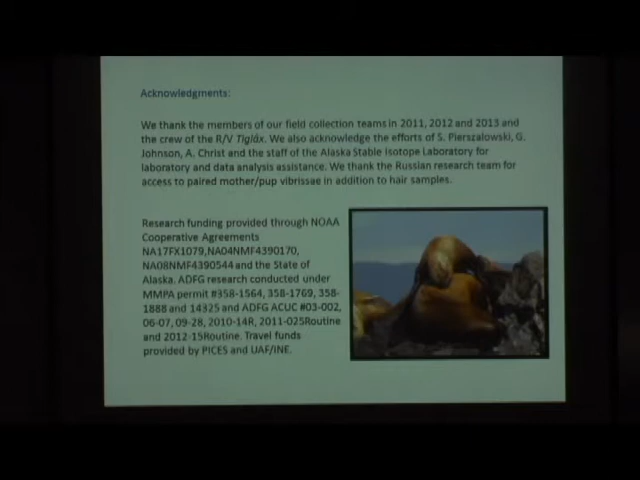 Acknowledgments:
We thank the members of our field collection teams in 2011, 2012 and 2013 and
the crew of the R/V Tiglâx. We also acknowledge the efforts of S. Pierszalowski, G.
Johnson, A. Christ and the staff of the Alaska Stable Isotope Laboratory for
laboratory and data analysis assistance. We thank the Russian research team for
access to paired mother/pup vibrissae in addition to hair samples.
Research funding provided through NOAA
Cooperative Agreements
NA17FX1079,NA04NMF4390170,
NA08NMF4390544 and the State of
Alaska. ADFG research conducted under
MMPA permit #358-1564, 358-1769, 358-
1888 and 14325 and ADFG ACUC #03-002,
06-07, 09-28, 2010-14R, 2011-025Routine
and 2012-15Routine. Travel funds
provided by PICES and UAF/INE.